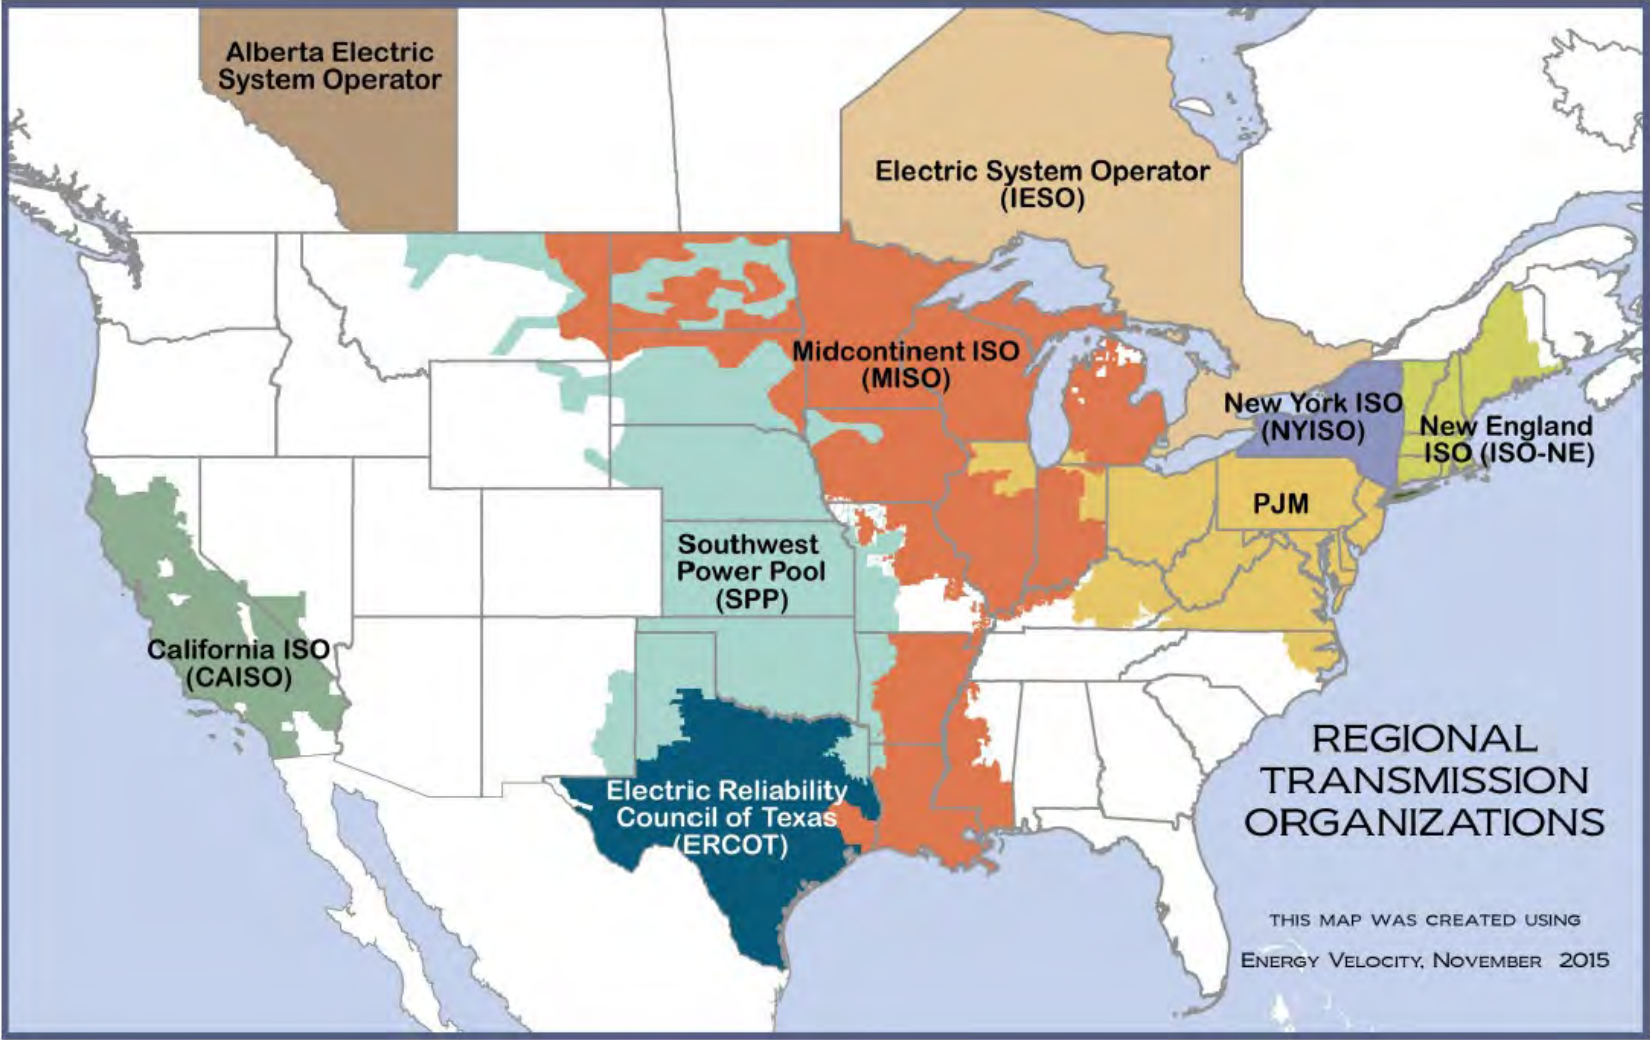 Alberta Electric
System Operator
Electric System Operator
(IESO)
Midcontinent ISO
(MISO)
New York ISO
(NYISO)
New England
ISO (ISO-NE)
PJM
Southwest
Power Pool
(SPP)
California ISO
(CAISO)
Electric Reliability
Council of Texas
(ERCOT)
REGIONAL
TRANSMISSION
ORGANIZATIONS
THIS MAP WAS CREATED USING
ENERGY VELOCITY, NOVEMBER 2015